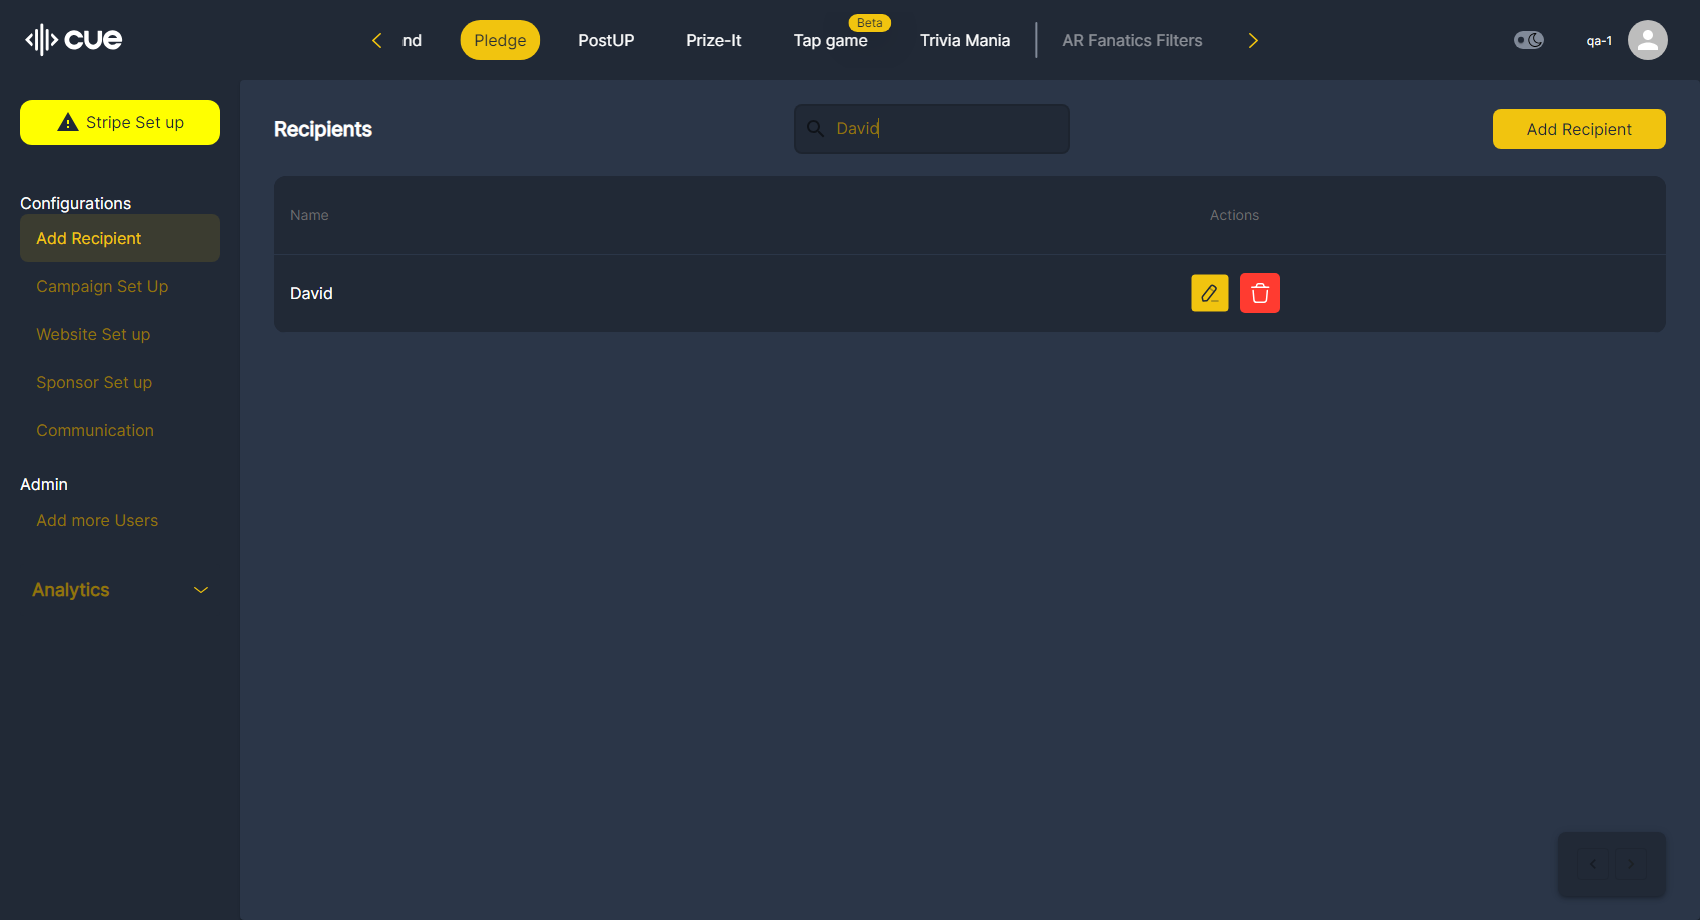 cue
nd
Pledge
PostUP
Prize-It
Tap game
Beta
Trivia Mania
AR Fanatics Filters
qa-1
Stripe Set up
Configurations
Add Recipient
Campaign Set Up
Website Set up
Sponsor Set up
Communication
Admin
Add more Users
Analytics
Recipients
David
Add Recipient
Name
Actions
David